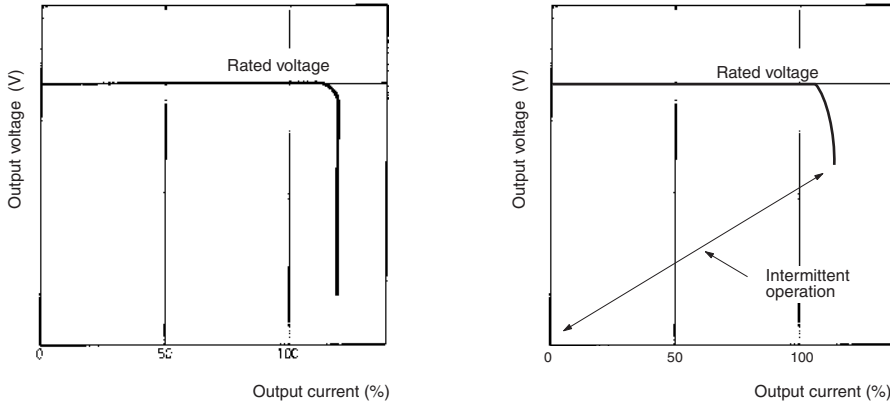 Output voltage (V)
Rated voltage
0
50
100
Output current (%)
Output voltage (V)
Rated voltage
Intermittent
operation
0
50
100
Output current (%)